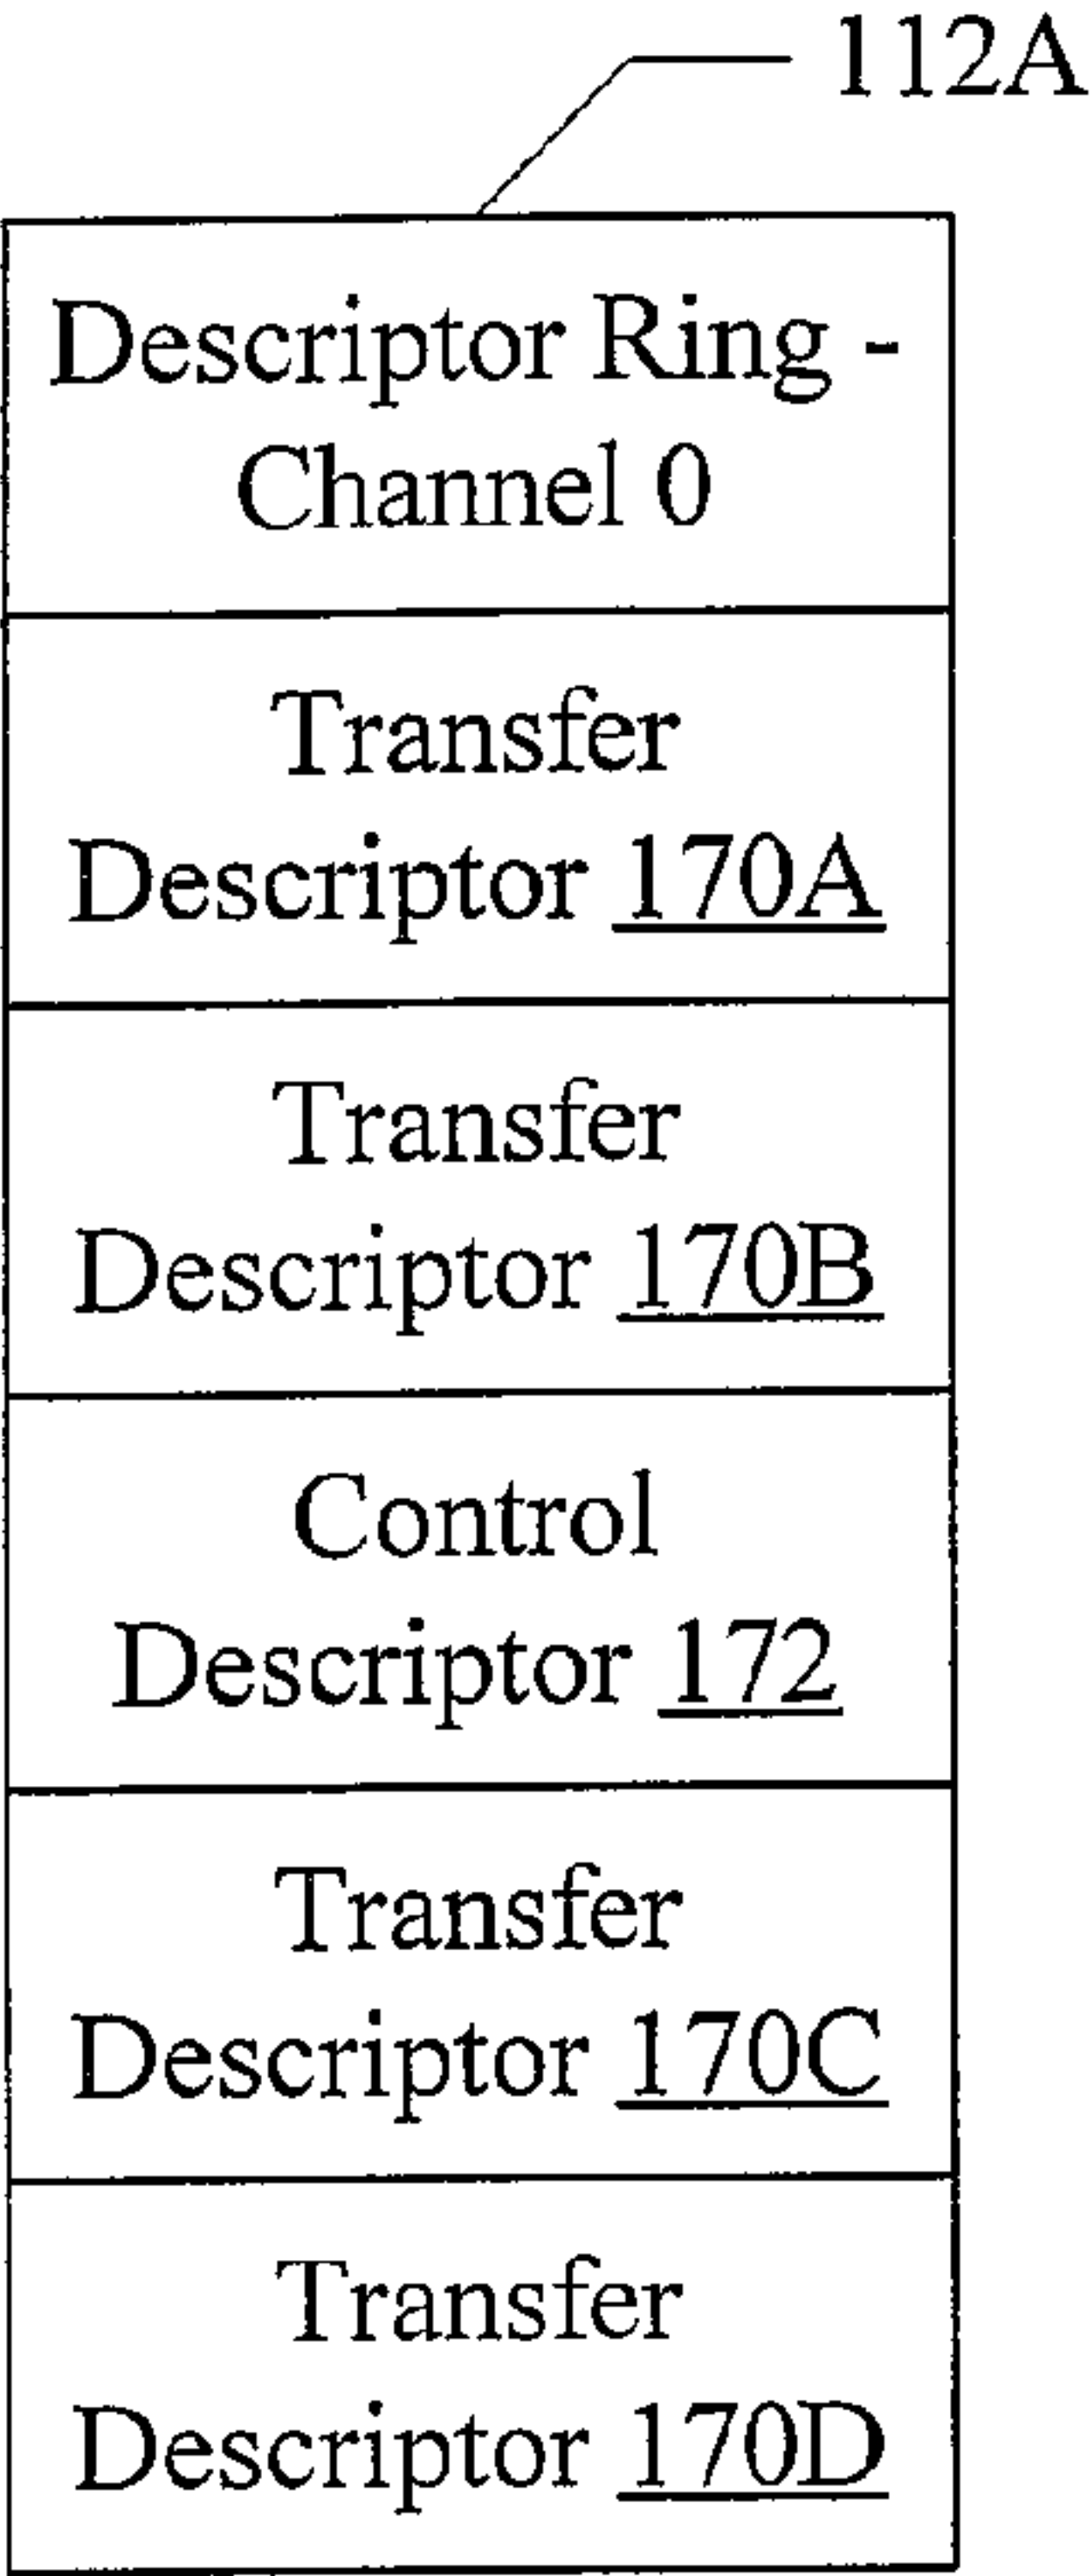 112A
Descriptor Ring -
Channel 0
Transfer
Descriptor 170A
Transfer
Descriptor 170B
Control
Descriptor 172
Transfer
Descriptor 170C
Transfer
Descriptor 170D